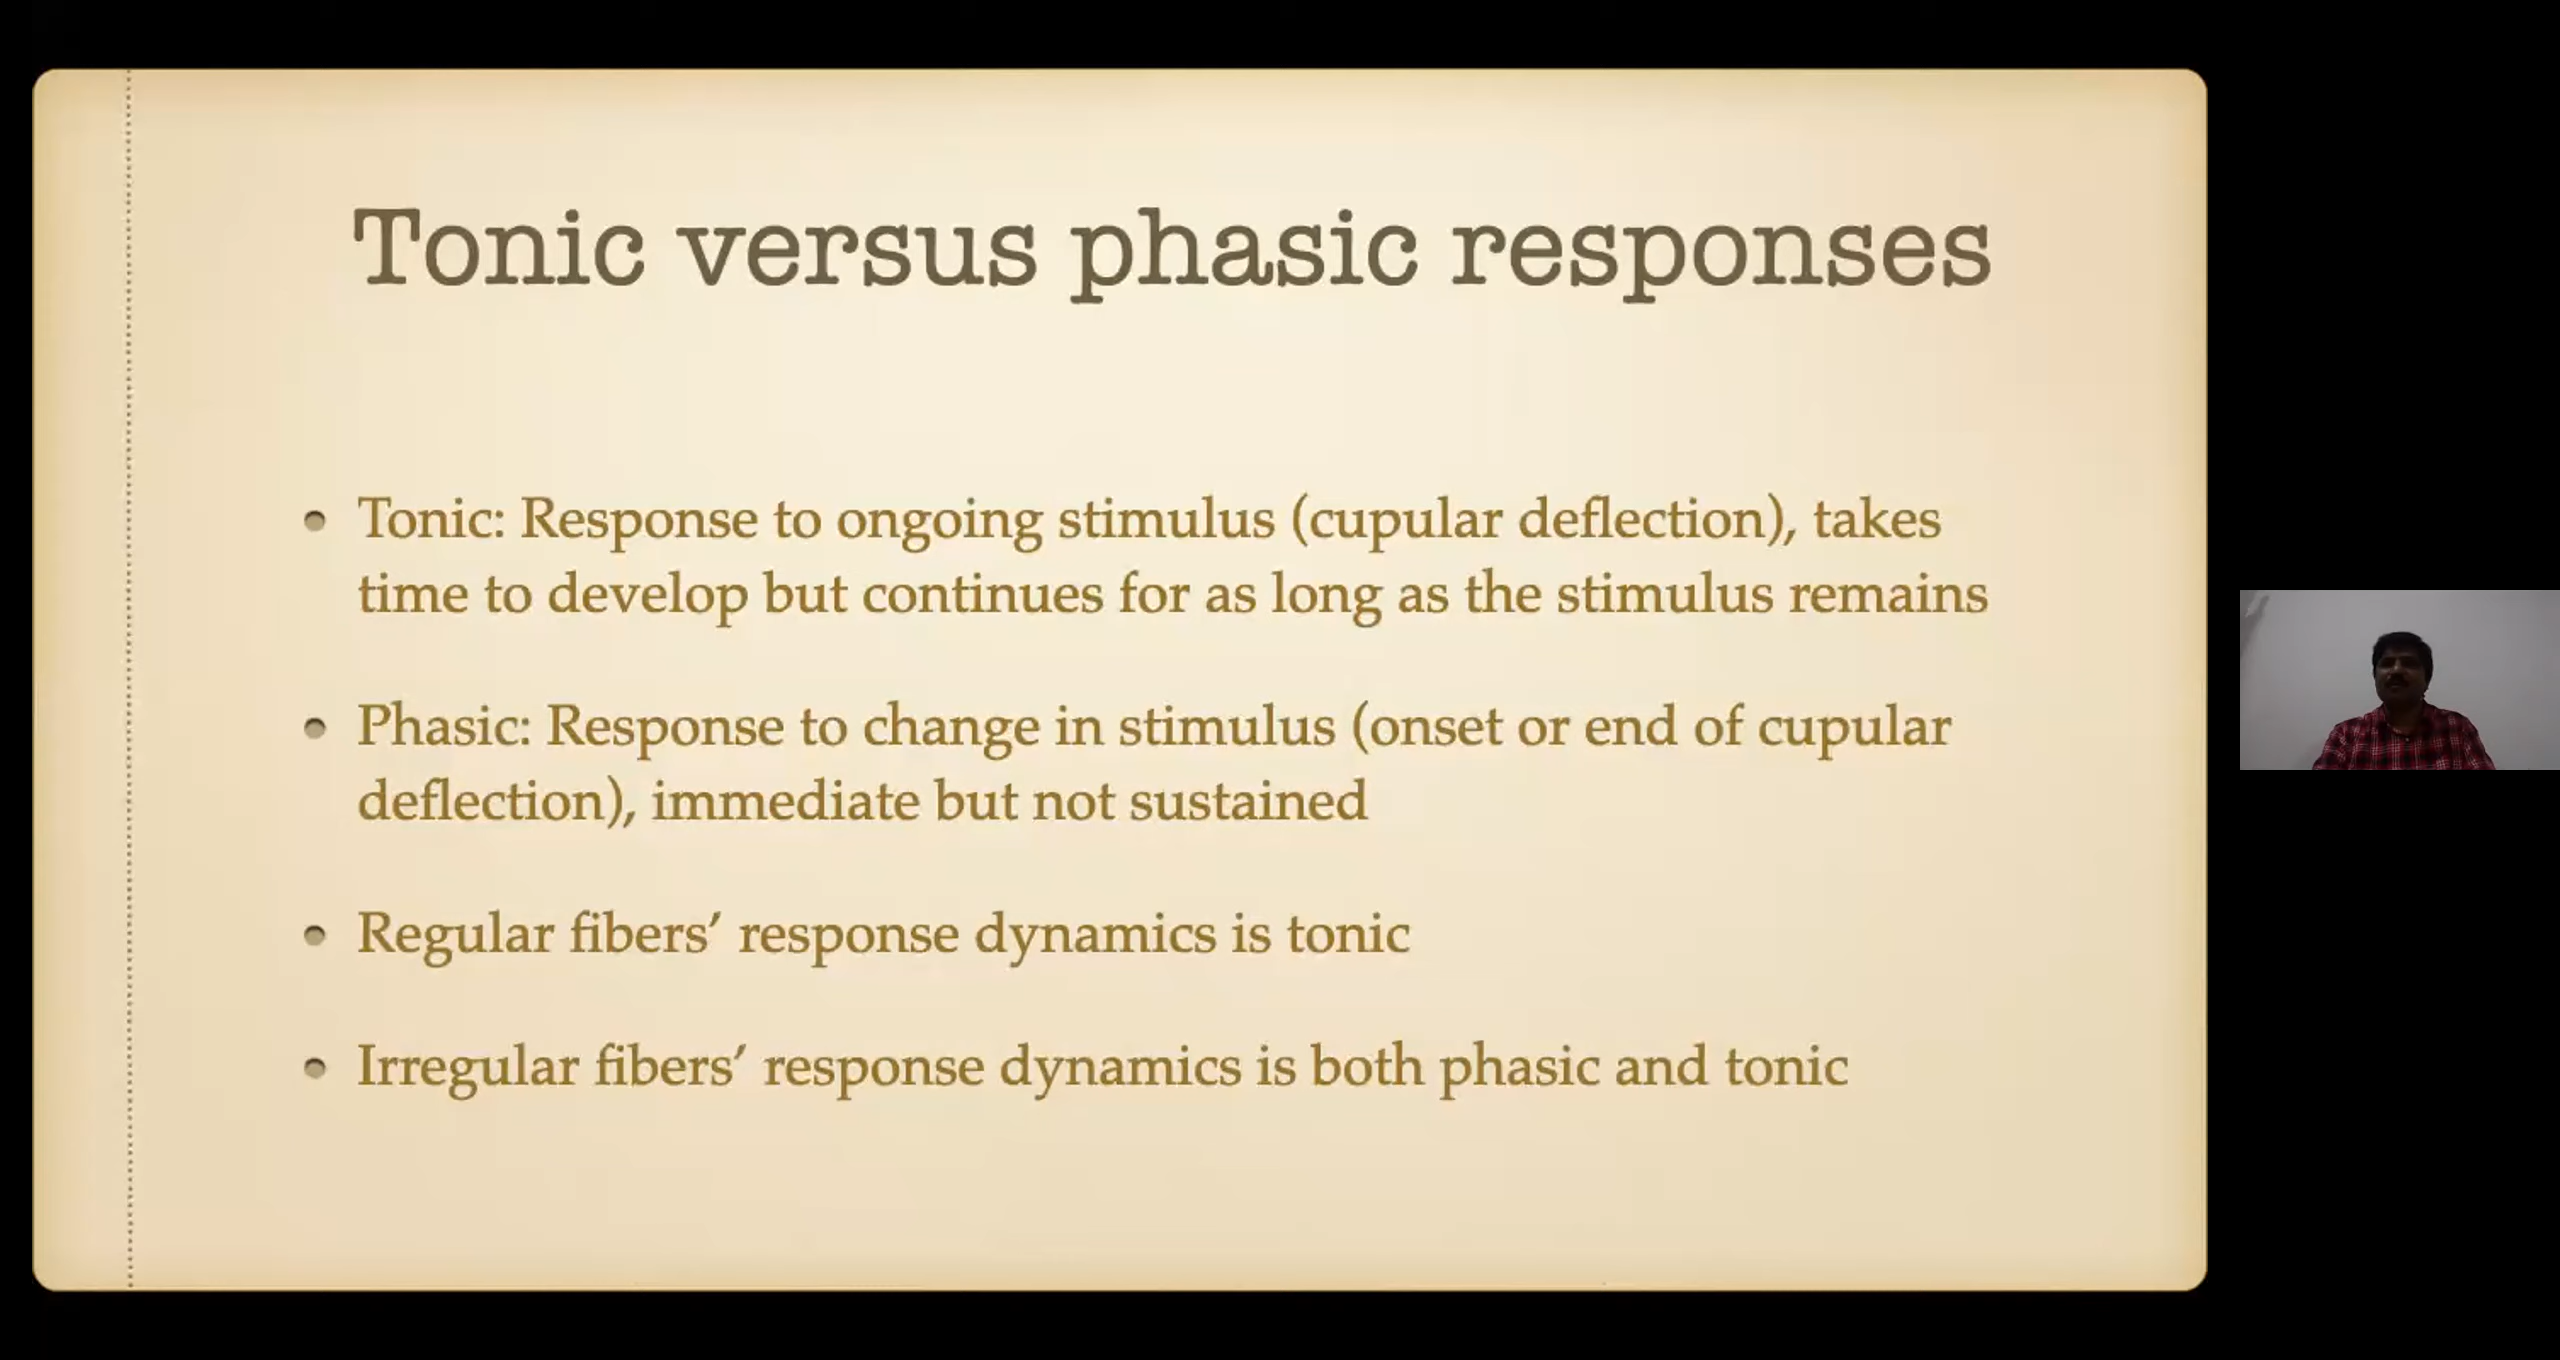 Tonic versus phasic responses
• Tonic: Response to ongoing stimulus (cupular deflection), takes
time to develop but continues for as long as the stimulus remains
• Phasic: Response to change in stimulus (onset or end of cupular
deflection), immediate but not sustained
• Regular fibers’ response dynamics is tonic
• Irregular fibers’ response dynamics is both phasic and tonic